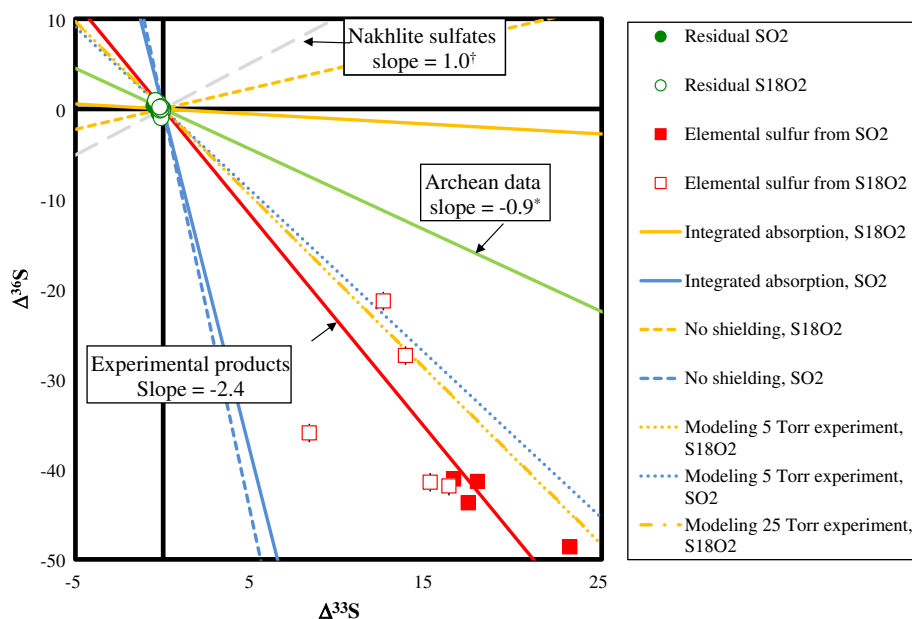 10
0
-10
-20
-30
-40
-50
-5
5
15
25
Δ³⁶S
Δ³³S
Nakhlite sulfates
slope = 1.0†
Archean data
slope = -0.9*
Experimental products
Slope = -2.4
Residual SO2
Residual S18O2
Elemental sulfur from SO2
Elemental sulfur from S18O2
Integrated absorption, S18O2
Integrated absorption, SO2
No shielding, S18O2
No shielding, SO2
Modeling 5 Torr experiment,
S18O2
Modeling 5 Torr experiment,
SO2
Modeling 25 Torr experiment,
S18O2